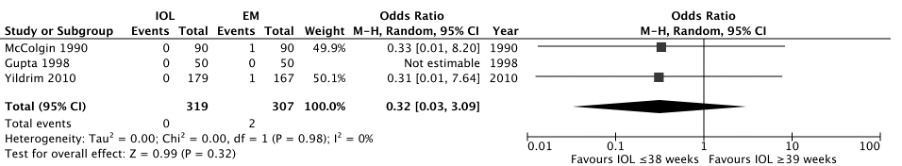 IOL EM Odds Ratio Odds Ratio
Study or Subgroup Events Total Events Total Weight M-H, Random, 95% CI Year M-H, Random, 95% CI
McColgin 1990 0 90 1 90 49.9% 0.33 [0.01, 8.20] 1990
Gupta 1998 0 50 0 50 Not estimable 1998
Yildrim 2010 0 179 1 167 50.1% 0.31 [0.01, 7.64] 2010
Total (95% CI) 319 307 100.0% 0.32 [0.03, 3.09]
Total events 0 2
Heterogeneity: Tau² = 0.00; Chi² = 0.00, df = 1 (P = 0.98); I² = 0%
Test for overall effect: Z = 0.99 (P = 0.32)
0.01 0.1 1 10 100
Favours IOL ≤38 weeks Favours IOL ≥39 weeks